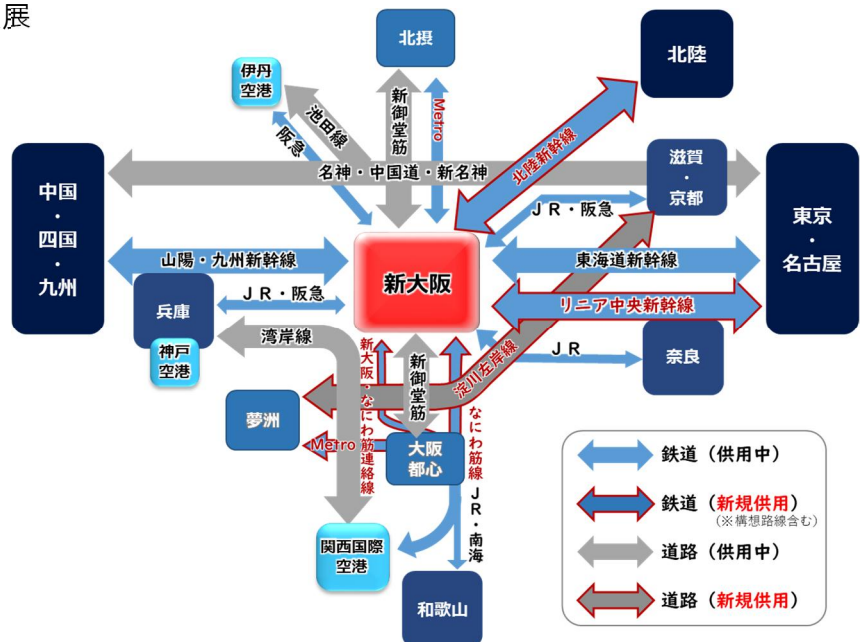 展
北摂
伊丹
空港
北陸
池田線
阪急
新御堂筋
Metro
北陸新幹線
中国
・
四国
・
九州
名神・中国道・新名神
滋賀
・
京都
東京
・
名古屋
JR・阪急
山陽・九州新幹線
新大阪
東海道新幹線
兵庫
JR・阪急
リニア中央新幹線
神戸
空港
湾岸線
新大阪・なにわ筋連絡線
新御堂筋
淀川左岸線
JR
奈良
夢洲
Metro
大阪
都心
なにわ筋線
JR・南海
関西国際
空港
和歌山
鉄道（供用中）
鉄道（新規供用）
（※構想路線含む）
道路（供用中）
道路（新規供用）